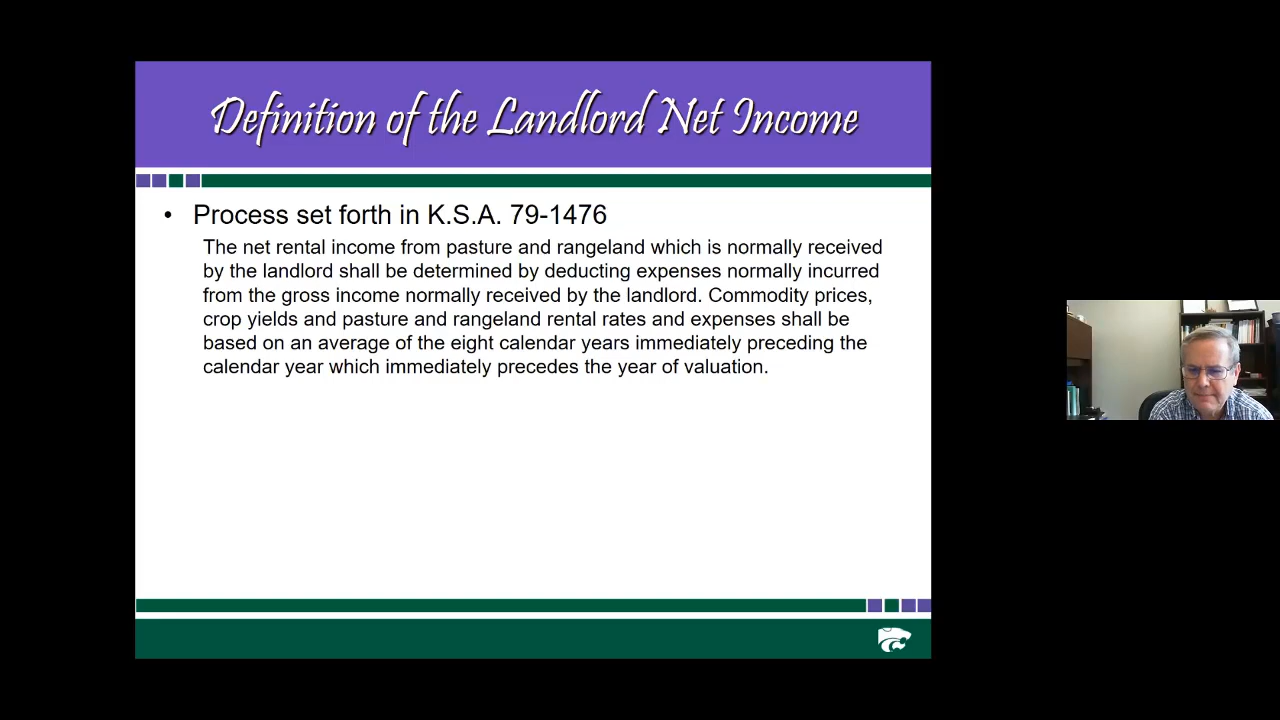 Definition of the Landlord Net Income
• Process set forth in K.S.A. 79-1476
The net rental income from pasture and rangeland which is normally received
by the landlord shall be determined by deducting expenses normally incurred
from the gross income normally received by the landlord. Commodity prices,
crop yields and pasture and rangeland rental rates and expenses shall be
based on an average of the eight calendar years immediately preceding the
calendar year which immediately precedes the year of valuation.